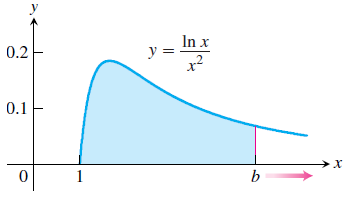 y
0.2
y = ln x / x²
0.1
x
0 1 b